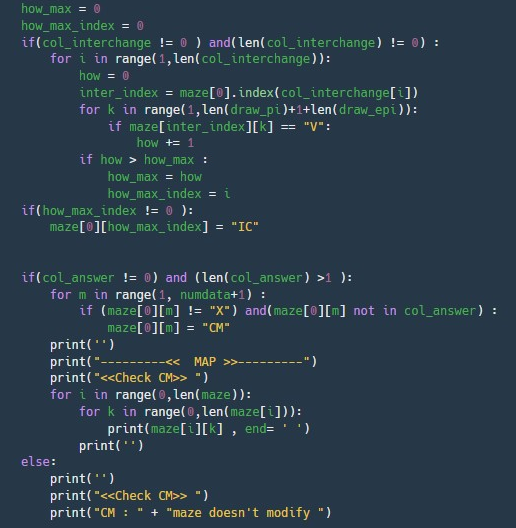 how_max = 0
how_max_index = 0
if(col_interchange != 0 ) and(len(col_interchange) != 0) :
    for i in range(1,len(col_interchange)):
        how = 0
        inter_index = maze[0].index(col_interchange[i])
        for k in range(1,len(draw_pi)+1+len(draw_epi)):
            if maze[inter_index][k] == "V":
                how += 1
        if how > how_max :
            how_max = how
            how_max_index = i
if(how_max_index != 0 ):
    maze[0][how_max_index] = "IC"
if(col_answer != 0) and (len(col_answer) >1 ):
    for m in range(1, numdata+1) :
        if (maze[0][m] != "X") and(maze[0][m] not in col_answer) :
            maze[0][m] = "CM"
    print('')
    print("---------<<  MAP >>---------")
    print("<<Check CM>> ")
    for i in range(0,len(maze)):
        for k in range(0,len(maze[i])):
            print(maze[i][k] , end= ' ')
        print('')
else:
    print('')
    print("<<Check CM>> ")
    print("CM : " + "maze doesn't modify ")